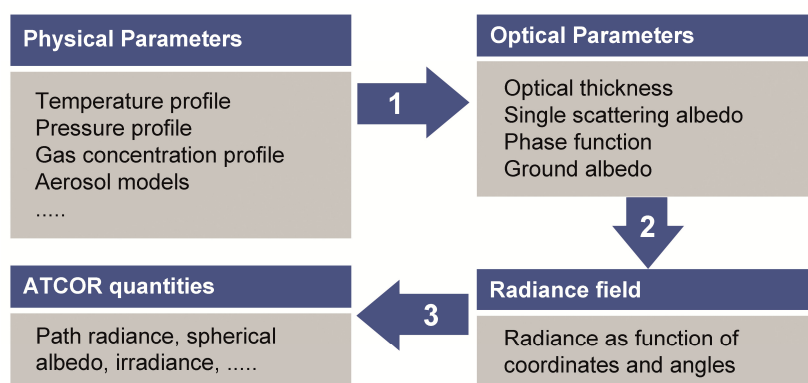 Physical Parameters
Temperature profile
Pressure profile
Gas concentration profile
Aerosol models
.....
1
Optical Parameters
Optical thickness
Single scattering albedo
Phase function
Ground albedo
2
Radiance field
Radiance as function of
coordinates and angles
3
ATCOR quantities
Path radiance, spherical
albedo, irradiance, .....